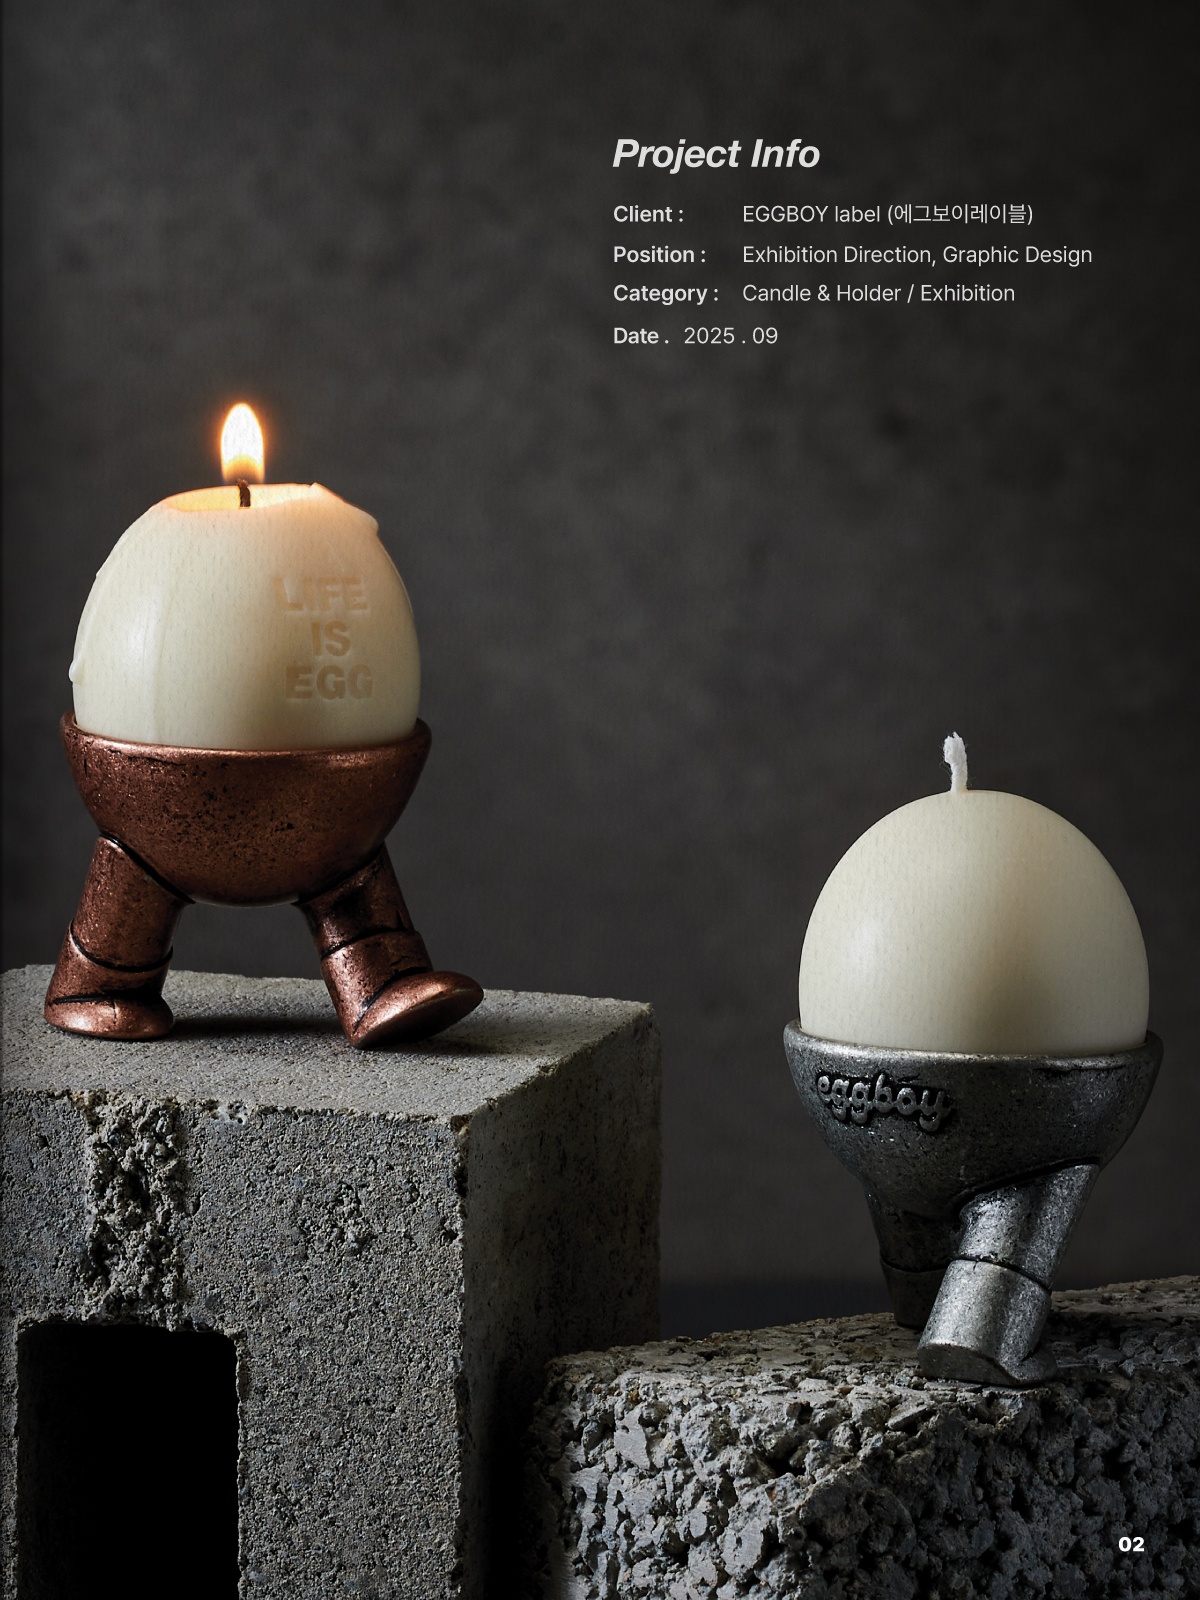 Project Info
Client : EGGBOY label (에그보이레이블)
Position : Exhibition Direction, Graphic Design
Category : Candle & Holder / Exhibition
Date . 2025 . 09
LIFE
IS
EGG
eggboy
02